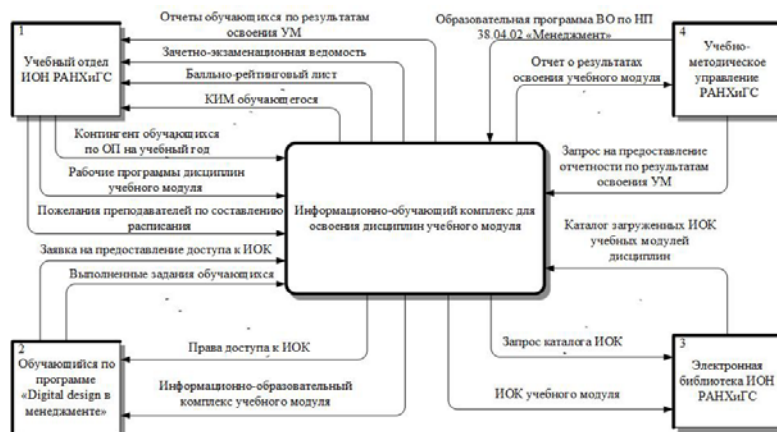 1
Учебный отдел
ИОН РАНХиГС
Отчеты обучающихся по результатам
освоения УМ
Зачетно-экзаменационная ведомость
Балльно-рейтинговый лист
КИМ обучающегося
Контингент обучающихся
по ОП на учебный год
Рабочие программы дисциплин
учебного модуля
Пожелания преподавателей по составлению
расписания
Заявка на предоставление доступа к ИОК
Выполненные задания обучающихся
2
Обучающийся по
программе
«Digital design в
менеджменте»
Права доступа к ИОК
Информационно-образовательный
комплекс учебного модуля
Информационно-обучающий комплекс для
освоения дисциплин учебного модуля
Образовательная программа ВО по НП
38.04.02 «Менеджмент»
Отчет о результатах
освоения учебного модуля
4
Учебно-
методическое
управление
РАНХиГС
Запрос на предоставление
отчетности по результатам
освоения УМ
Каталог загруженных ИОК
учебных модулей
дисциплин
Запрос каталога ИОК
ИОК учебного модуля
3
Электронная
библиотека ИОН
РАНХиГС